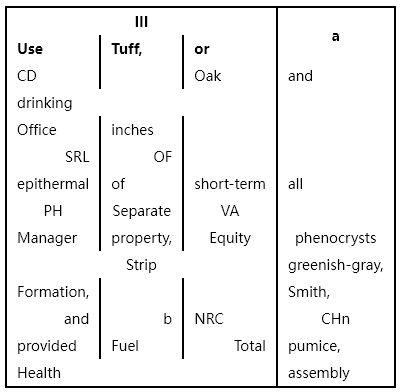 III
a
Use Tuff, or
CD Oak and
drinking
Office inches
SRL OF
epithermal of short-term all
PH Separate VA
Manager property, Equity phenocrysts
Strip greenish-gray,
Formation, Smith,
and b NRC CHn
provided Fuel Total pumice,
Health assembly